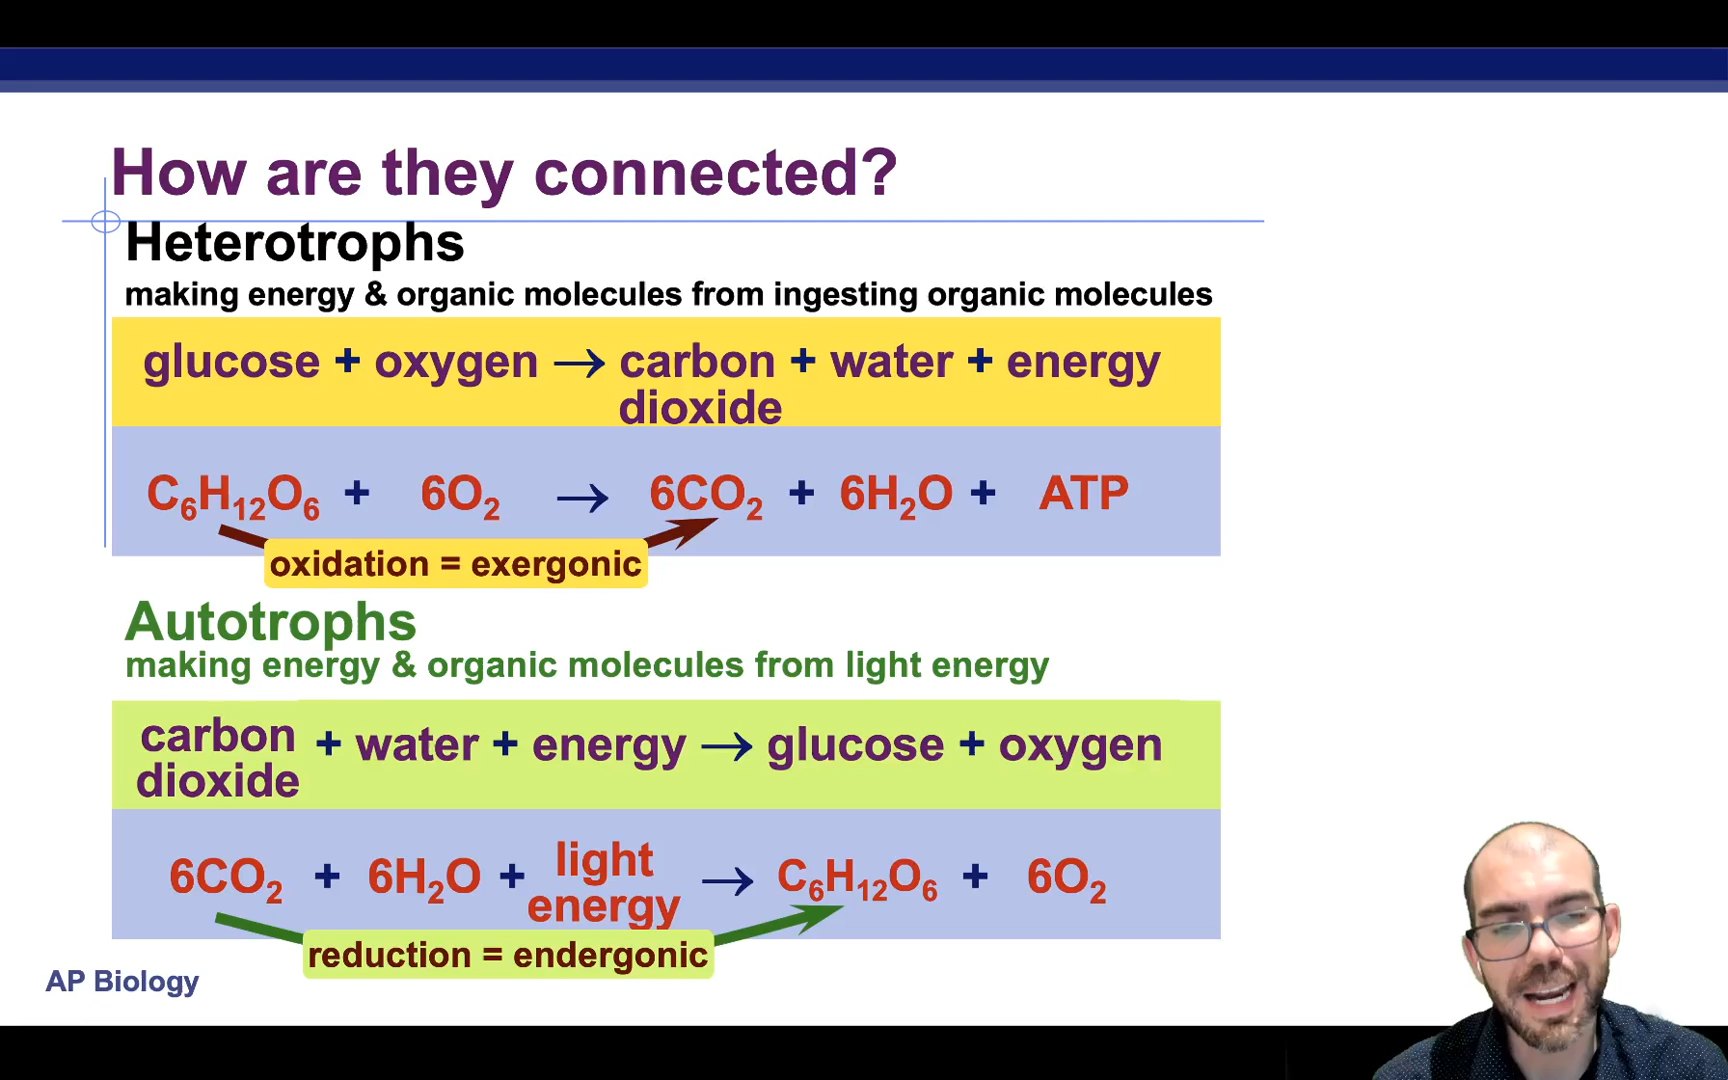 How are they connected?
Heterotrophs
making energy & organic molecules from ingesting organic molecules
glucose + oxygen → carbon + water + energy
dioxide
C₆H₁₂O₆ + 6O₂ → 6CO₂ + 6H₂O + ATP
oxidation = exergonic
Autotrophs
making energy & organic molecules from light energy
carbon dioxide + water + energy → glucose + oxygen
6CO₂ + 6H₂O + light energy → C₆H₁₂O₆ + 6O₂
reduction = endergonic
AP Biology